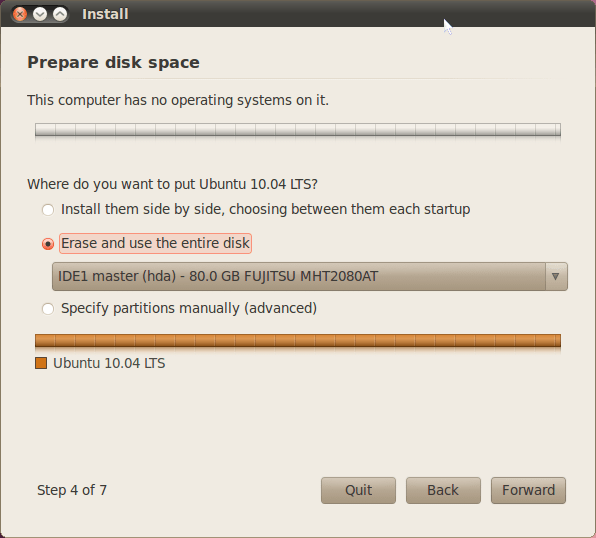 Install
Prepare disk space
This computer has no operating systems on it.
Where do you want to put Ubuntu 10.04 LTS?
Install them side by side, choosing between them each startup
Erase and use the entire disk
IDE1 master (hda) - 80.0 GB FUJITSU MHT2080AT
Specify partitions manually (advanced)
Ubuntu 10.04 LTS
Step 4 of 7
Quit
Back
Forward